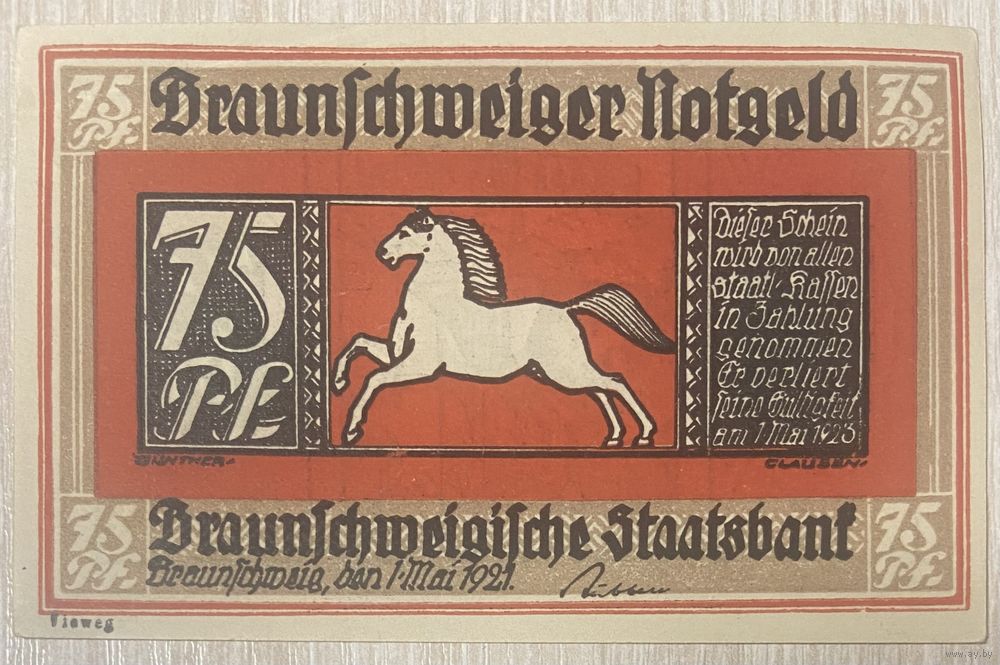 75 Pf.
Braunschweiger Notgeld
75 Pf.
75
Pf.
Dieser Schein
wird von allen
staatl. Kassen
in Zahlung
genommen
Er verliert
seine Gültigkeit
am 1. Mai 1923
GÜNTHER-
CLAUSEN.
75 Pf.
Braunschweigische Staatsbank
75 Pf.
Braunschweig, den 1. Mai 1921.
Vieweg
www.ay.by